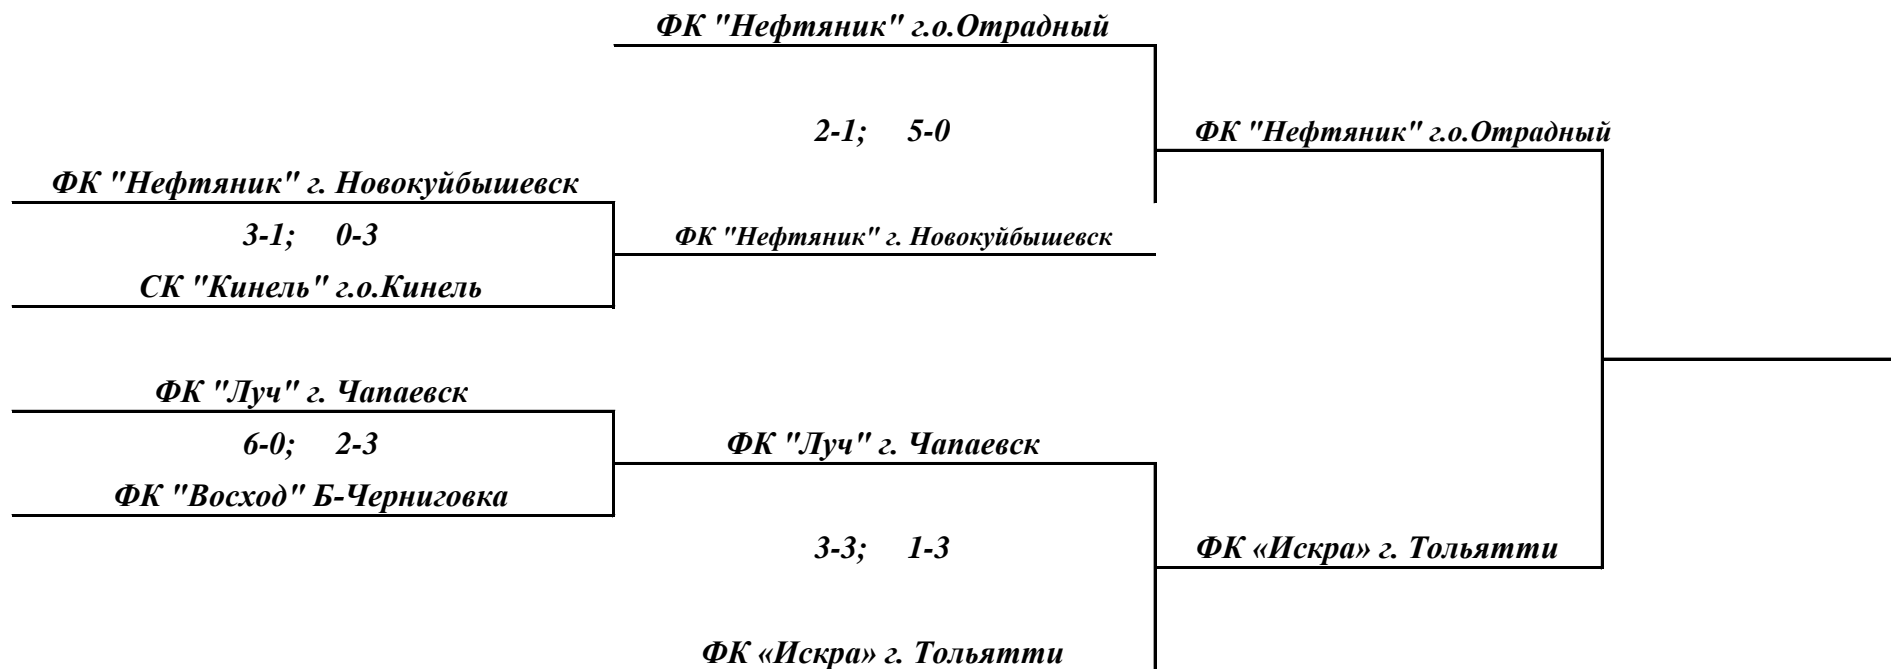 ФК "Нефтяник" г.о.Отрадный
2-1; 5-0
ФК "Нефтяник" г.о.Отрадный
ФК "Нефтяник" г. Новокуйбышевск
3-1; 0-3
ФК "Нефтяник" г. Новокуйбышевск
СК "Кинель" г.о.Кинель
ФК "Луч" г. Чапаевск
6-0; 2-3
ФК "Луч" г. Чапаевск
ФК "Восход" Б-Черниговка
3-3; 1-3
ФК «Искра» г. Тольятти
ФК «Искра» г. Тольятти